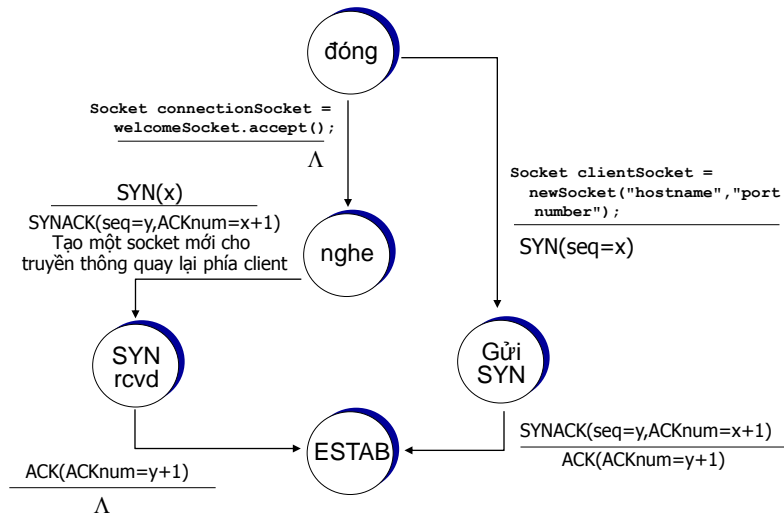 đóng
Socket connectionSocket =
welcomeSocket.accept();
Λ
Socket clientSocket =
newSocket("hostname","port
number");
SYN(seq=x)
SYN(x)
SYNACK(seq=y,ACKnum=x+1)
Tạo một socket mới cho
truyền thông quay lại phía client
nghe
SYN
rcvd
Gửi
SYN
ESTAB
SYNACK(seq=y,ACKnum=x+1)
ACK(ACKnum=y+1)
ACK(ACKnum=y+1)
Λ